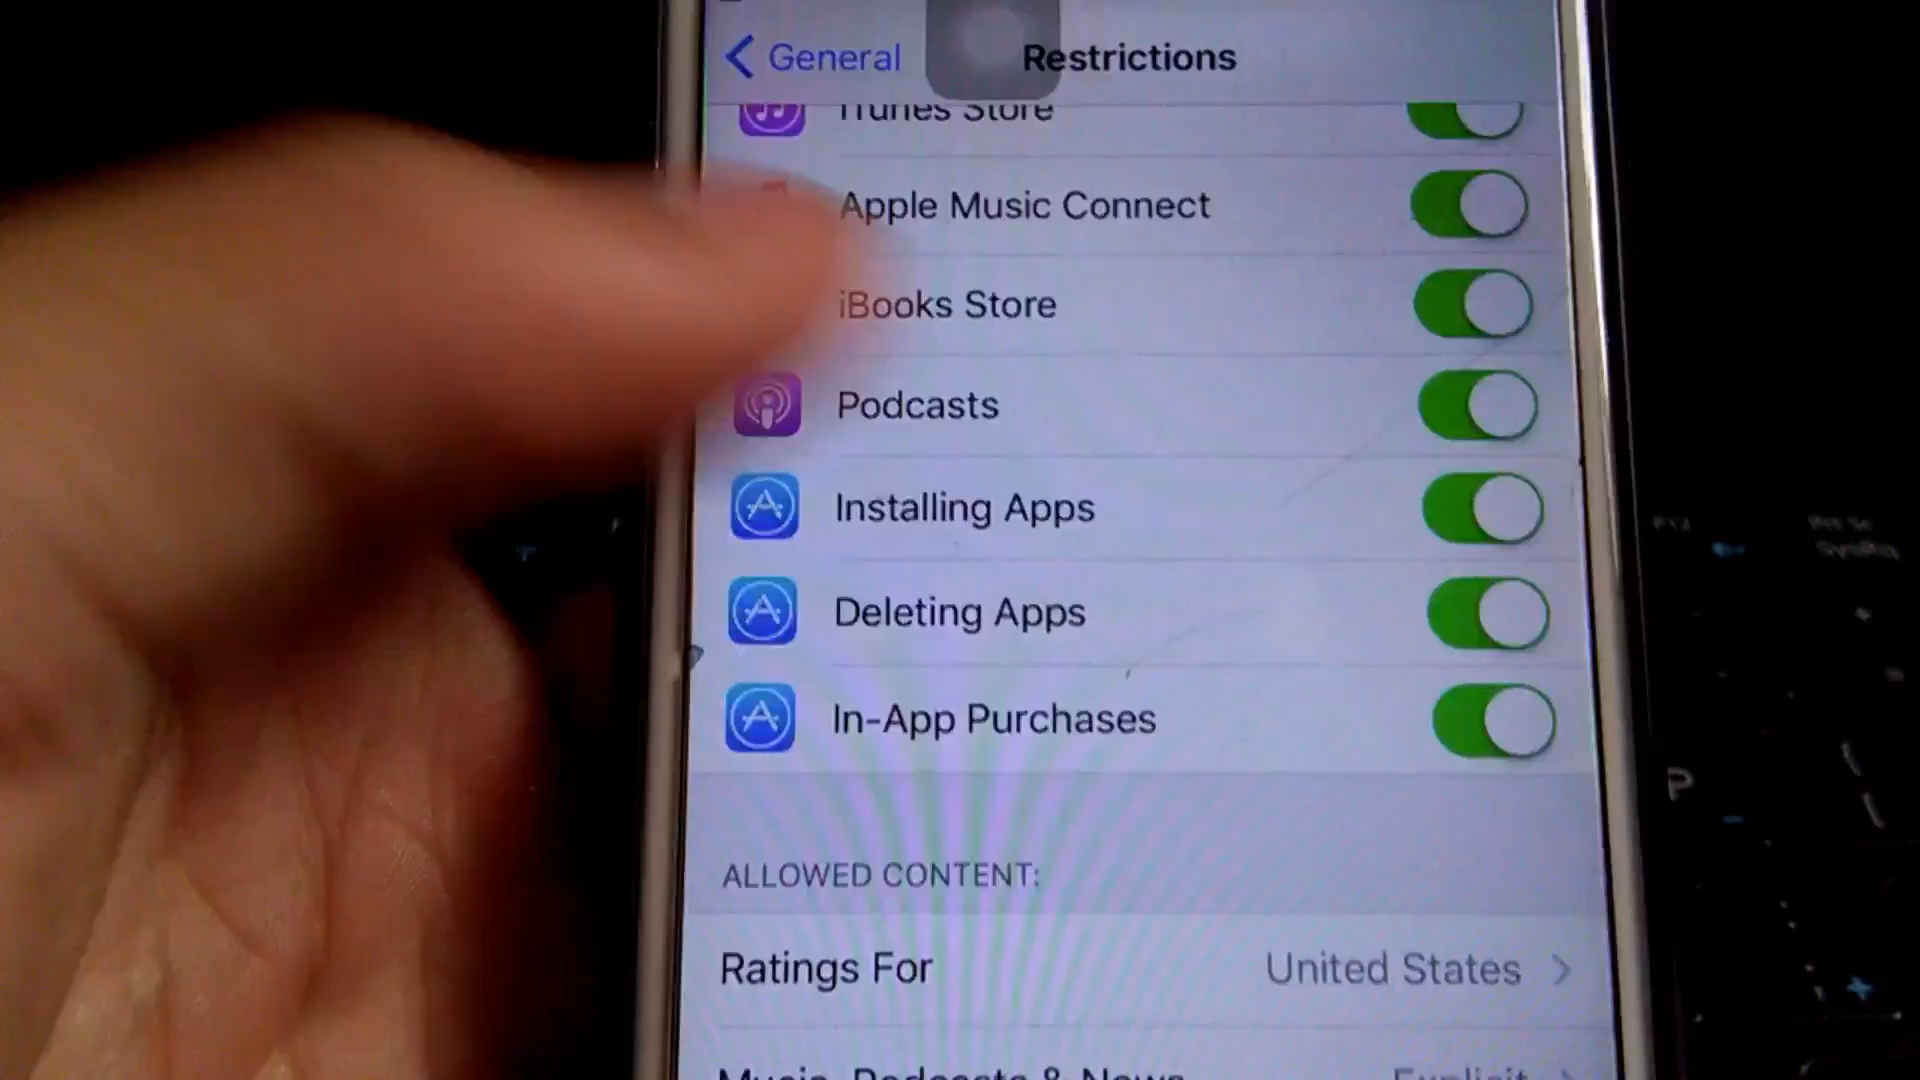 General
Restrictions
iTunes Store
Apple Music Connect
iBooks Store
Podcasts
Installing Apps
Deleting Apps
In-App Purchases
ALLOWED CONTENT:
Ratings For
United States
Music, Podcasts & News
Explicit
P